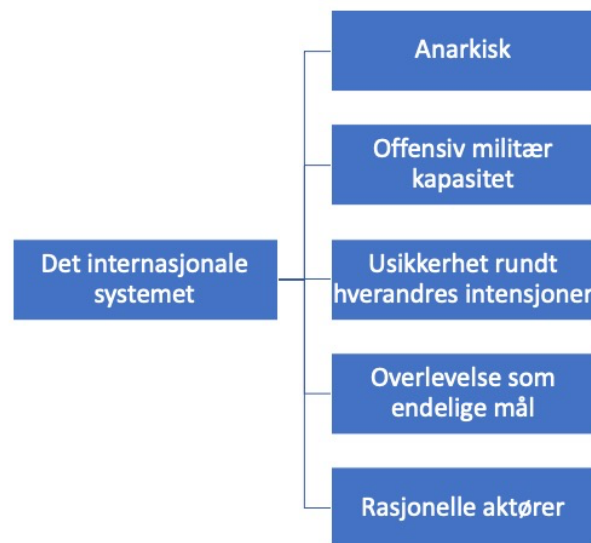 Det internasjonale
systemet
Anarkisk
Offensiv militær
kapasitet
Usikkerhet rundt
hverandres intensjoner
Overlevelse som
endelige mål
Rasjonelle aktører